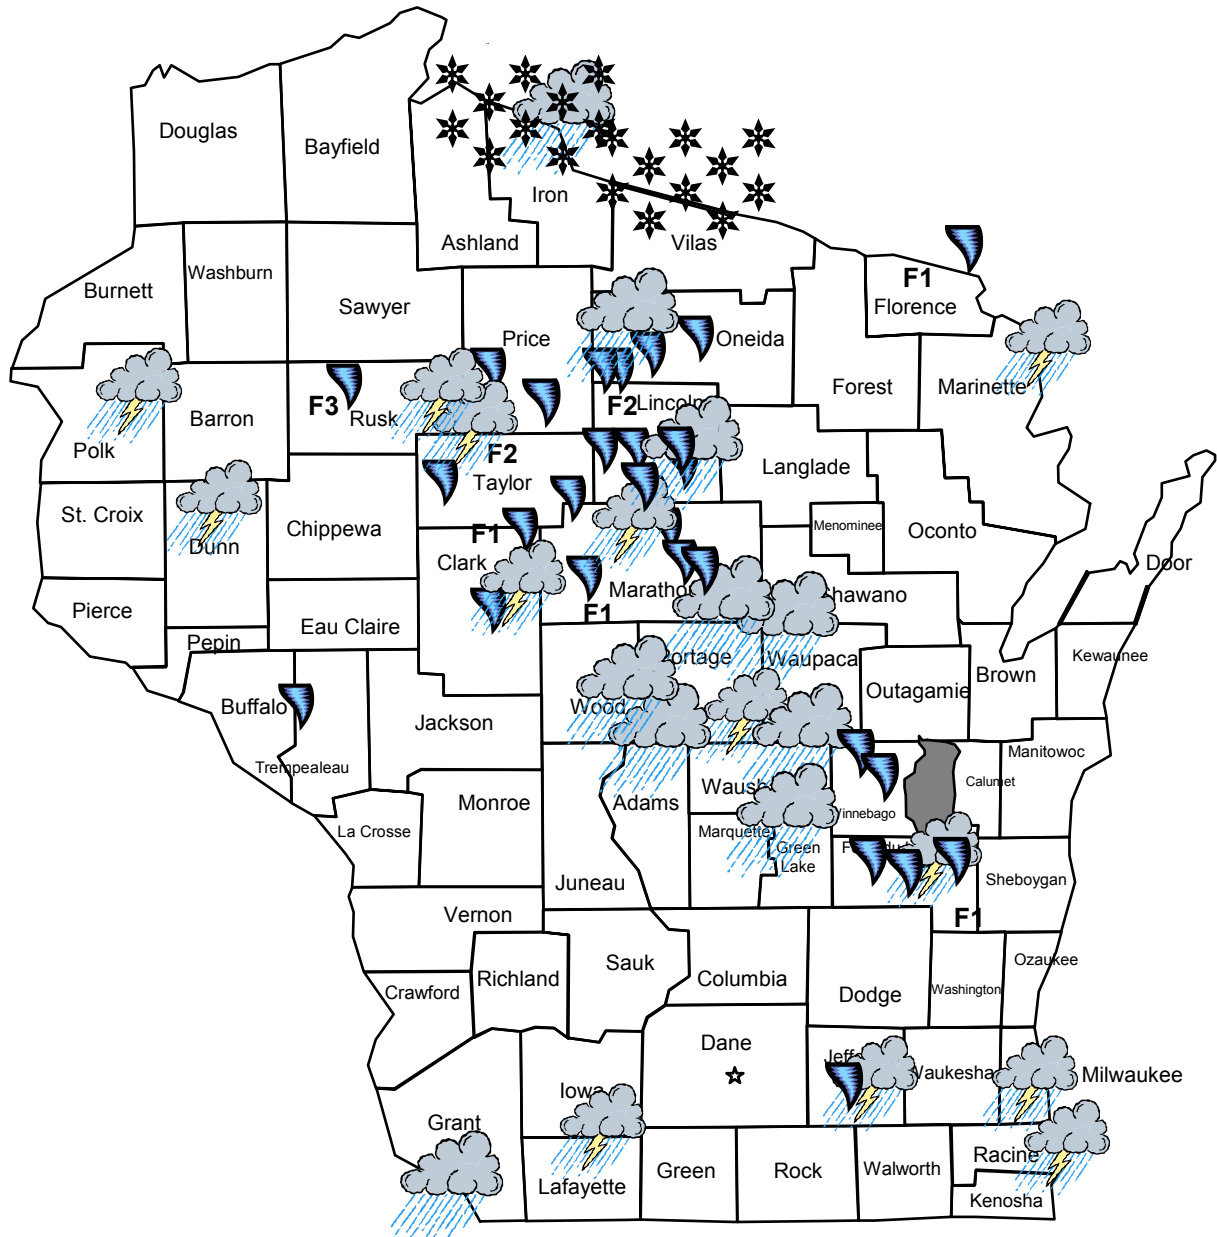 Douglas
Bayfield
Iron
Ashland
Vilas
Washburn
Burnett
Sawyer
Price
Oneida
F1
Florence
Forest
Marinette
Polk
Barron
F3
Rusk
F2
Lincoln
F2
Taylor
Langlade
St. Croix
Dunn
Chippewa
F1
Clark
Menominee
Oconto
Door
Pierce
Eau Claire
F1
Pepin
Brown
Kewaunee
Buffalo
Wood
Waupaca
Outagamie
Jackson
Trempealeau
Manitowoc
Calumet
Monroe
Adams
La Crosse
Marquette
Green
Lake
Juneau
Sheboygan
Vernon
F1
Sauk
Richland
Columbia
Dodge
Crawford
Ozaukee
Washington
Dane
Waukesha
Milwaukee
Iowa
Grant
Racine
Lafayette
Green
Rock
Walworth
Kenosha